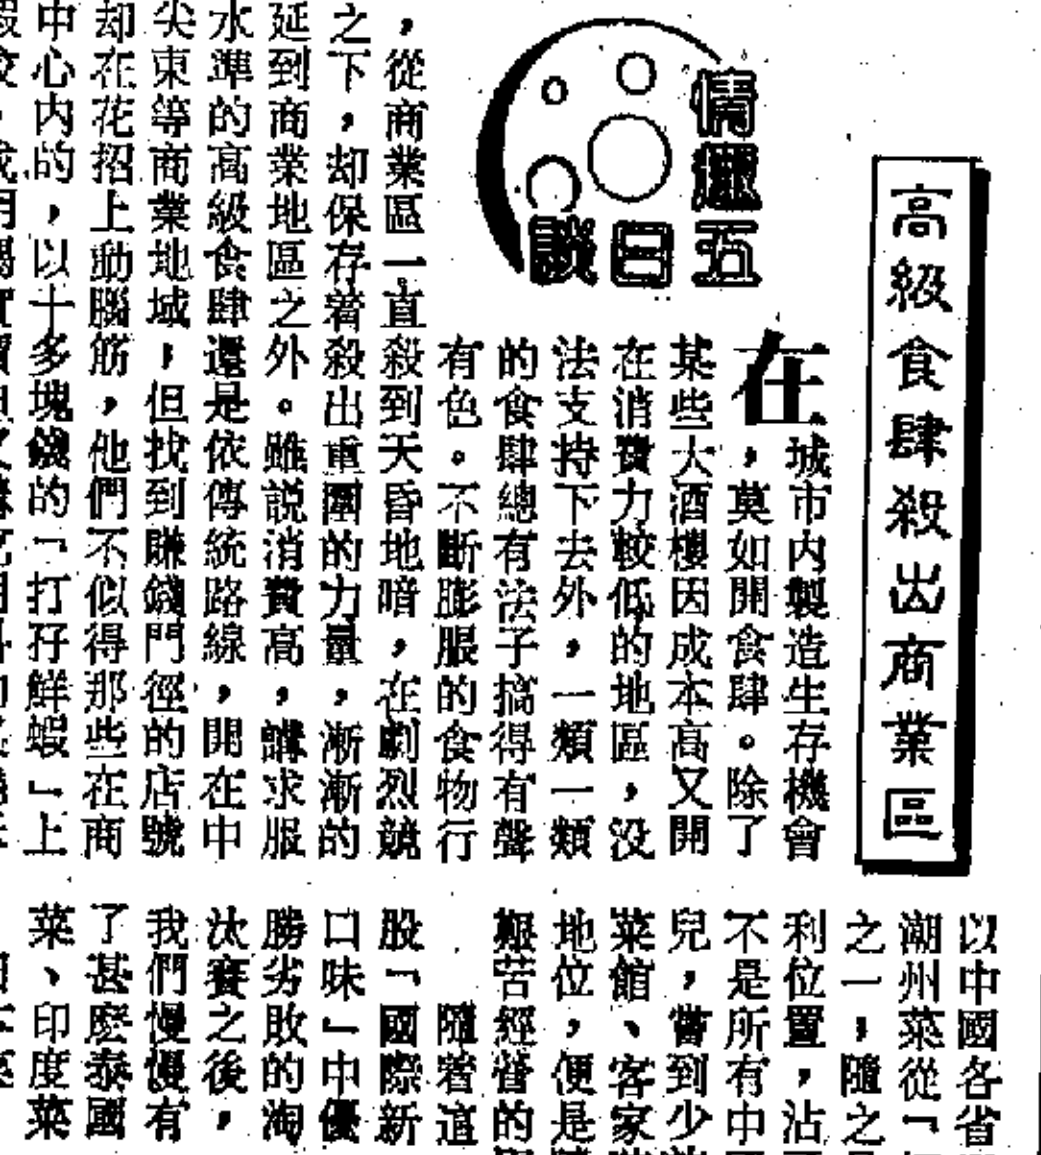 高級食肆殺出商業區
情趣五日談
在城市内製造生存機會
，莫如開食肆。除了
某些大酒樓因成本高又開
在消費力較低的地區，没
法支持下去外，一類一類
的食肆總有法子搞得有聲
有色。不斷膨脹的食物行
，從商業區一直殺到天昏地暗，在劇烈競
之下，却保存着殺出重圍的力量，漸漸的
延到商業地區之外。雖説消費高，講求服
水準的高級食肆還是依傳統路線，開在中
尖東等商業地域，但找到賺錢門徑的店號
却在花招上動腦筋，他們不似得那些在商
中心内的，以十多塊錢的「打孖鮮蝦」上
以中國各省
湖州菜從「
之一，隨之
利位置，沾
不是所有中
兒，嘗到少
菜館、客家
地位，便是
艱苦經營的
隨着這
股「國際新
口味」中優
勝劣敗的淘
汰賽之後，
我們慢慢有
了甚麽泰國
菜、印度菜